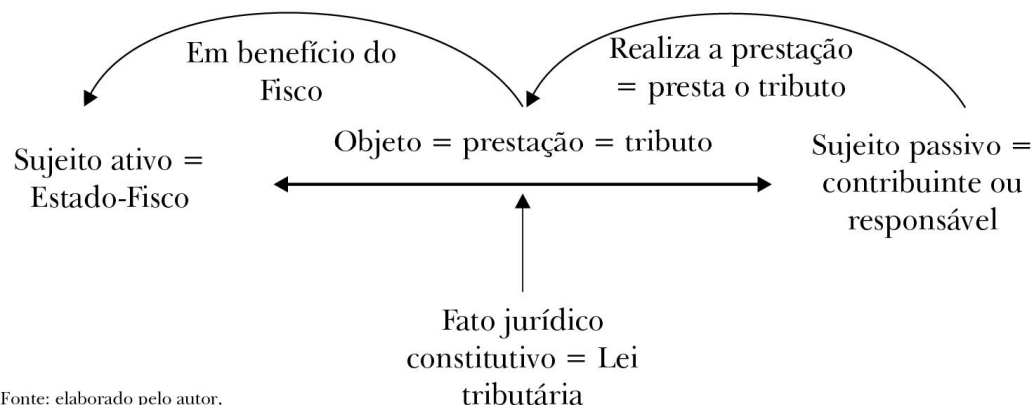 Em benefício do
Fisco
Realiza a prestação
= presta o tributo
Sujeito ativo =
Estado-Fisco
Objeto = prestação = tributo
Sujeito passivo =
contribuinte ou
responsável
Fato jurídico
constitutivo = Lei
tributária
Fonte: elaborado pelo autor,